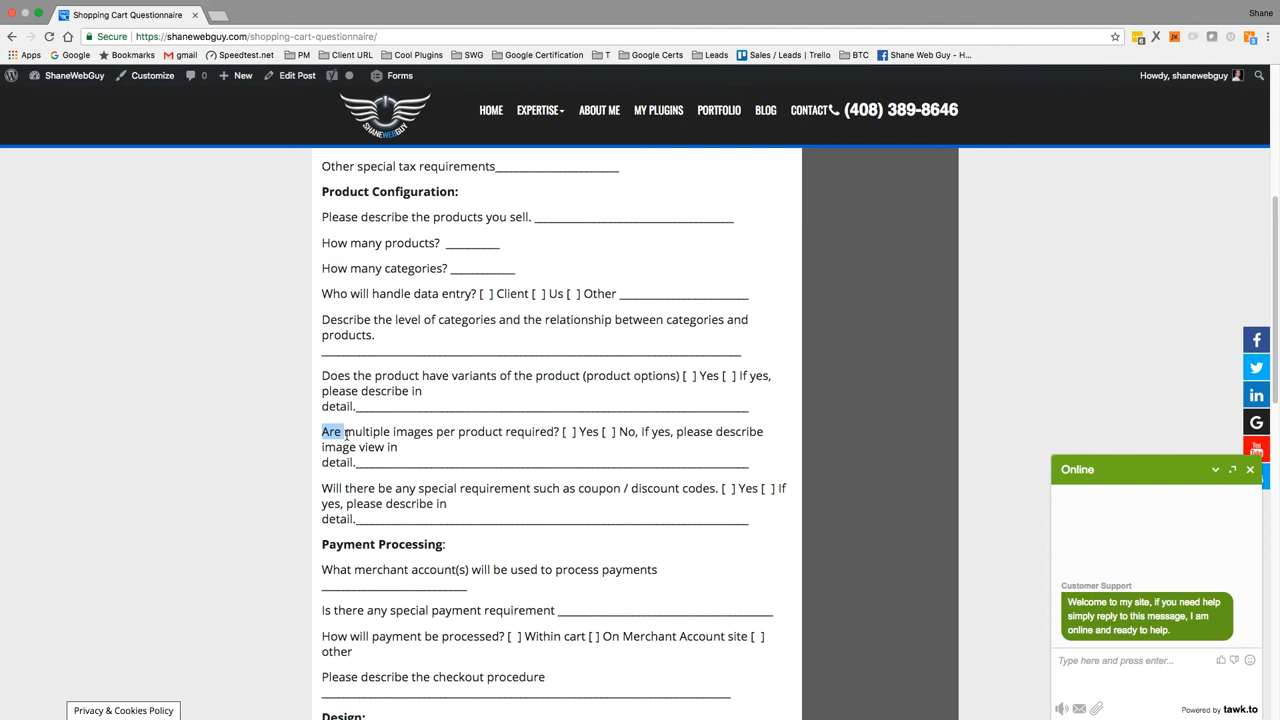 Shopping Cart Questionnaire
Shane
Secure | https://shanewebguy.com/shopping-cart-questionnaire/
Apps Google Bookmarks gmail Speedtest.net PM Client URL Cool Plugins SWG Google Certification T Google Certs Leads Sales / Leads | Trello BTC Shane Web Guy - H...
ShaneWebGuy Customize 0 New Edit Post Forms Howdy, shanewebguy
SHANEWEBGUY
HOME EXPERTISE ABOUT ME MY PLUGINS PORTFOLIO BLOG CONTACT (408) 389-8646
Other special tax requirements____________________
Product Configuration:
Please describe the products you sell. ________________________________
How many products? _________
How many categories? ___________
Who will handle data entry? [ ] Client [ ] Us [ ] Other _____________________
Describe the level of categories and the relationship between categories and
products.
____________________________________________________________________
Does the product have variants of the product (product options) [ ] Yes [ ] If yes,
please describe in
detail.________________________________________________________________
Are multiple images per product required? [ ] Yes [ ] No, If yes, please describe
image view in
detail.________________________________________________________________
Will there be any special requirement such as coupon / discount codes. [ ] Yes [ ] If
yes, please describe in
detail.________________________________________________________________
Payment Processing:
What merchant account(s) will be used to process payments
_______________________
Is there any special payment requirement ___________________________________
How will payment be processed? [ ] Within cart [ ] On Merchant Account site [ ]
other
Please describe the checkout procedure
__________________________________________________________________
Design:
Online
Customer Support
Welcome to my site, if you need help
simply reply to this message, I am
online and ready to help.
Type here and press enter...
Powered by tawk.to
Privacy & Cookies Policy